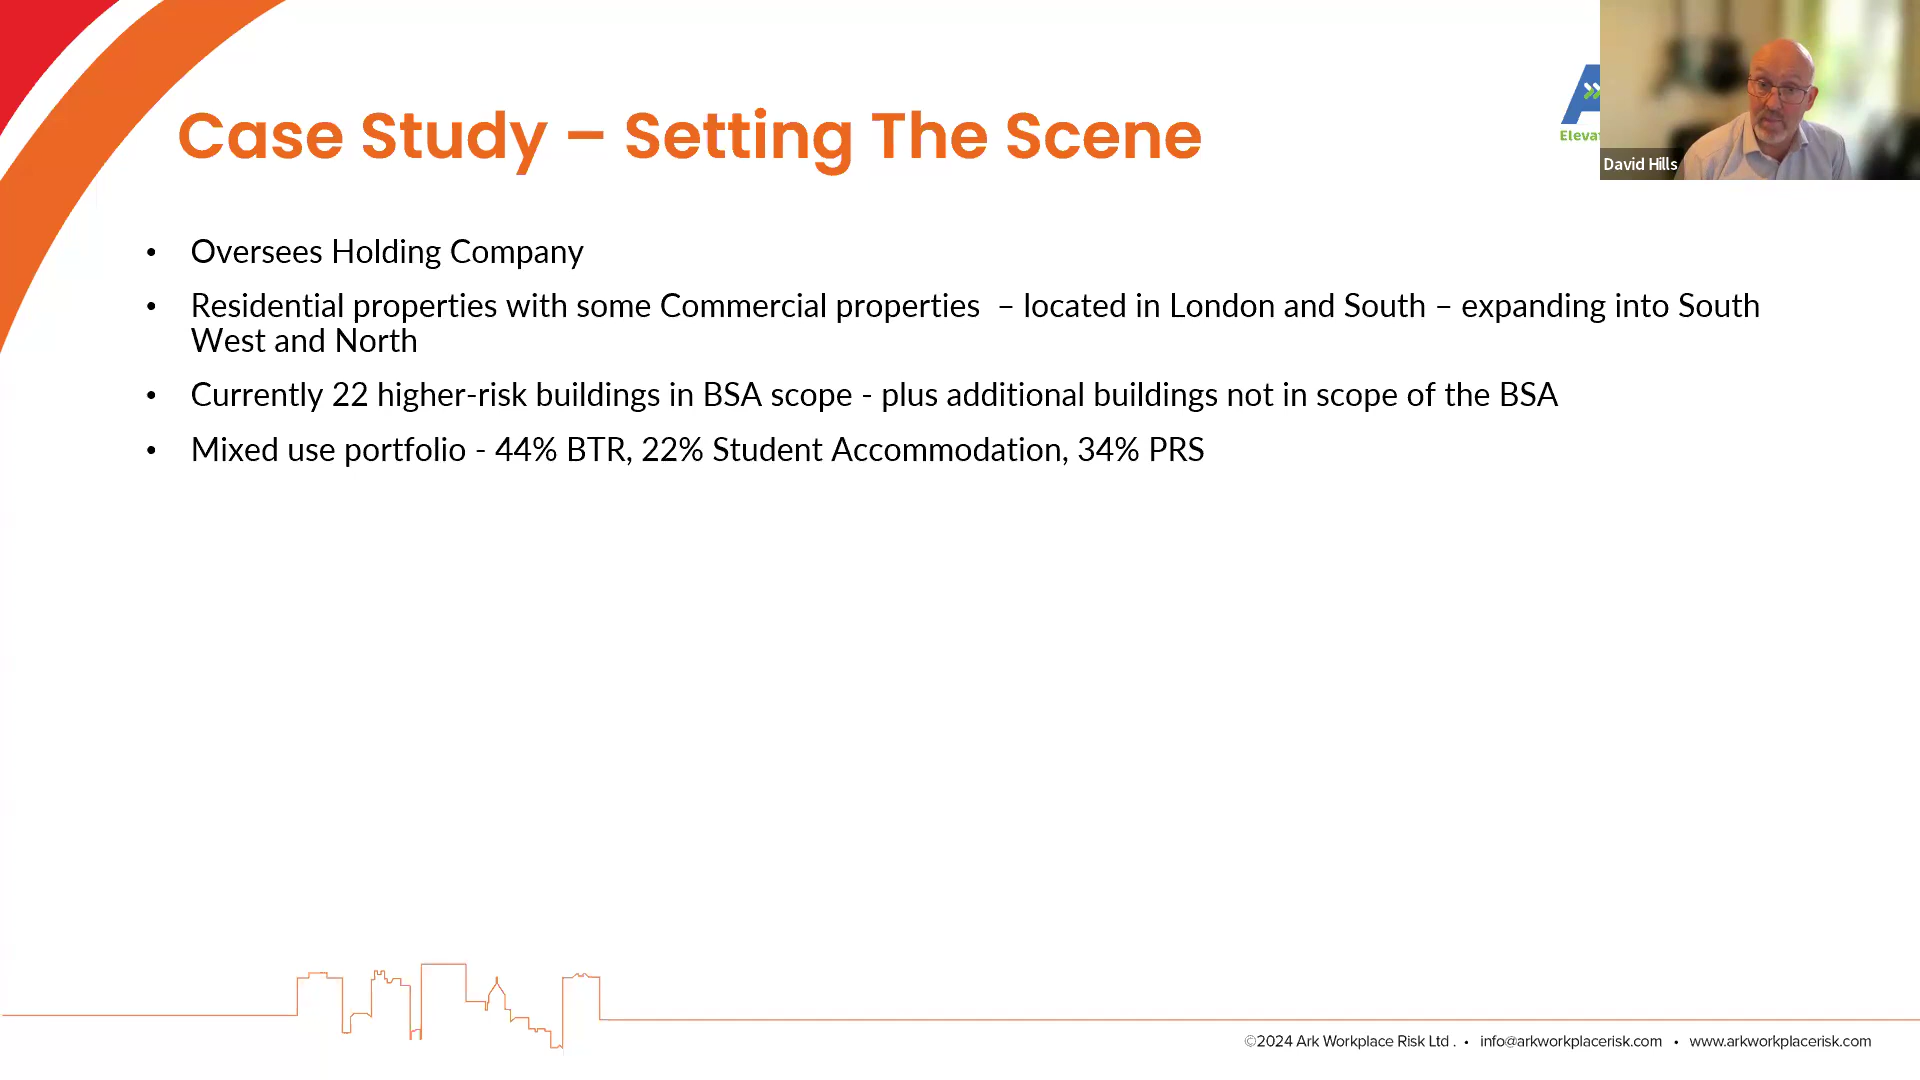 Case Study – Setting The Scene
David Hills
• Oversees Holding Company
• Residential properties with some Commercial properties – located in London and South – expanding into South
West and North
• Currently 22 higher-risk buildings in BSA scope - plus additional buildings not in scope of the BSA
• Mixed use portfolio - 44% BTR, 22% Student Accommodation, 34% PRS
©2024 Ark Workplace Risk Ltd . • info@arkworkplacerisk.com • www.arkworkplacerisk.com